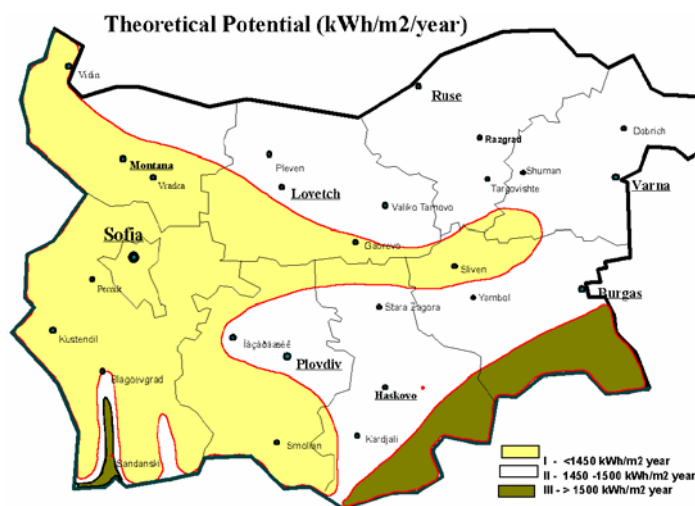 Theoretical Potential (kWh/m2/year)
Vidin
Ruse
Razgrad
Dobrich
Montana
Pleven
Shuman
Vratca
Lovetch
Targovishte
Varna
Valiko Tarnovo
Sofia
Gabrovo
Sliven
Pernik
Burgas
Yambol
Stara Zagora
Kustendil
Ïàçàðäæèê
Plovdiv
Blagoevgrad
Haskovo
Kardjali
Smolian
Sandanski
I - <1450 kWh/m2 year
II - 1450 -1500 kWh/m2 year
III - > 1500 kWh/m2 year